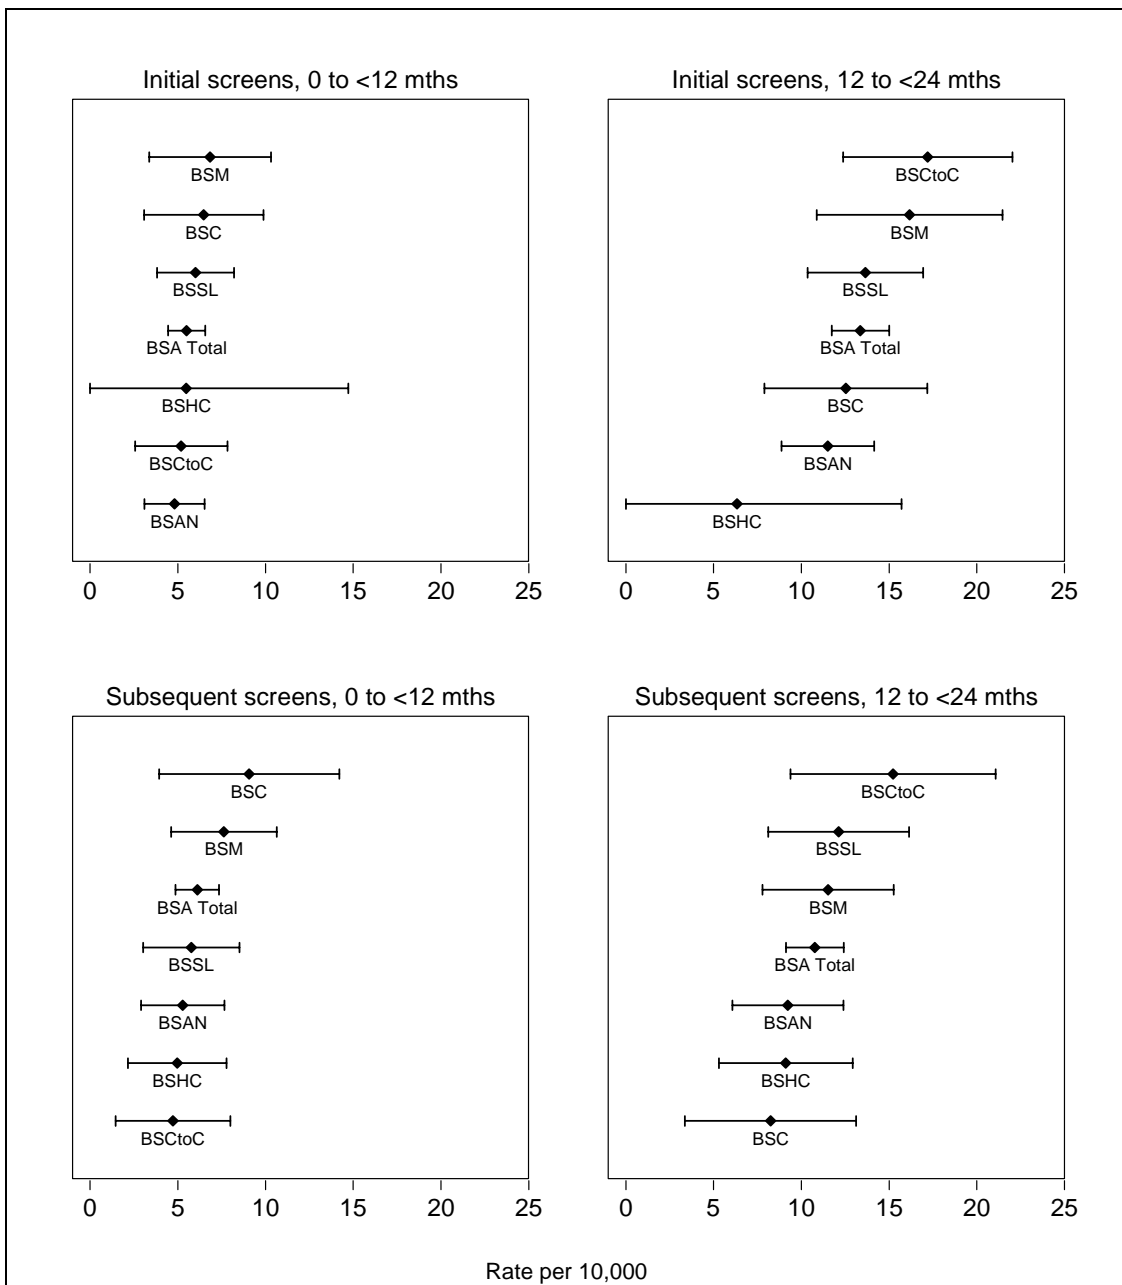 Initial screens, 0 to <12 mths
BSM
BSC
BSSL
BSA Total
BSHC
BSCtoC
BSAN
0 5 10 15 20 25
Initial screens, 12 to <24 mths
BSCtoC
BSM
BSSL
BSA Total
BSC
BSAN
BSHC
0 5 10 15 20 25
Subsequent screens, 0 to <12 mths
BSC
BSM
BSA Total
BSSL
BSAN
BSHC
BSCtoC
0 5 10 15 20 25
Subsequent screens, 12 to <24 mths
BSCtoC
BSSL
BSM
BSA Total
BSAN
BSHC
BSC
0 5 10 15 20 25
Rate per 10,000